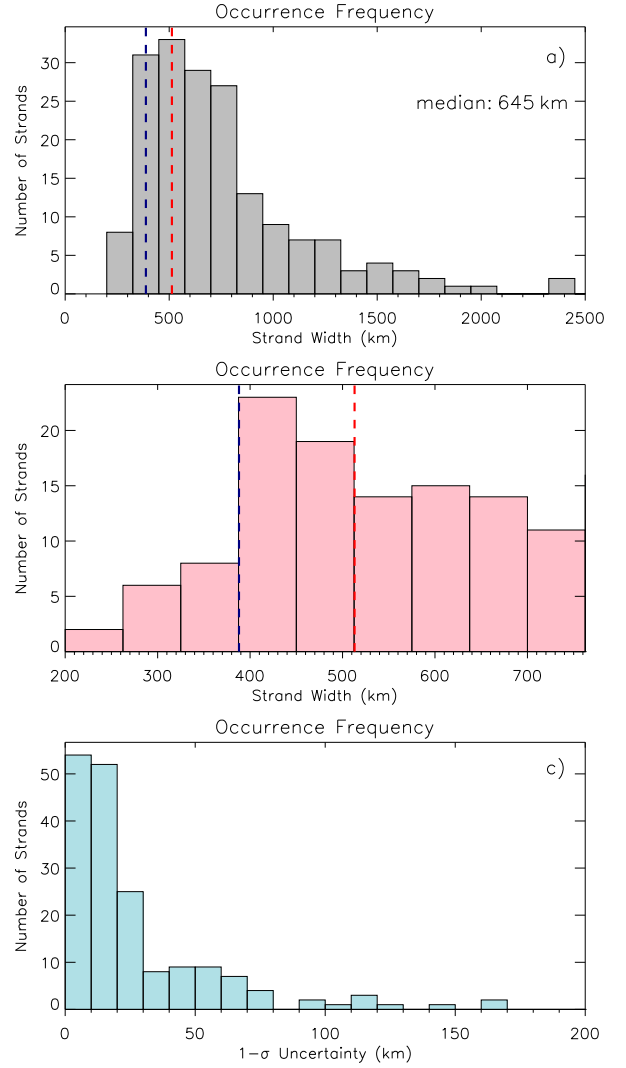 Occurrence Frequency
a)
median: 645 km
Number of Strands
30
25
20
15
10
5
0
0 500 1000 1500 2000 2500
Strand Width (km)
Occurrence Frequency
Number of Strands
20
15
10
5
0
200 300 400 500 600 700
Strand Width (km)
Occurrence Frequency
c)
Number of Strands
50
40
30
20
10
0
0 50 100 150 200
1-σ Uncertainty (km)